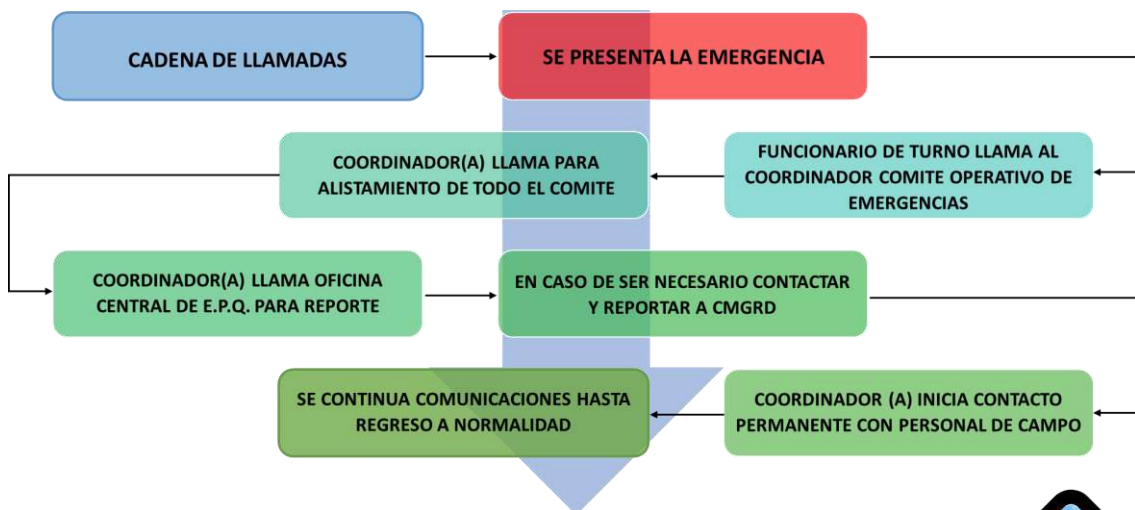 CADENA DE LLAMADAS
SE PRESENTA LA EMERGENCIA
FUNCIONARIO DE TURNO LLAMA AL
COORDINADOR COMITE OPERATIVO DE
EMERGENCIAS
COORDINADOR(A) LLAMA PARA
ALISTAMIENTO DE TODO EL COMITE
COORDINADOR(A) LLAMA OFICINA
CENTRAL DE E.P.Q. PARA REPORTE
EN CASO DE SER NECESARIO CONTACTAR
Y REPORTAR A CMGRD
COORDINADOR (A) INICIA CONTACTO
PERMANENTE CON PERSONAL DE CAMPO
SE CONTINUA COMUNICACIONES HASTA
REGRESO A NORMALIDAD